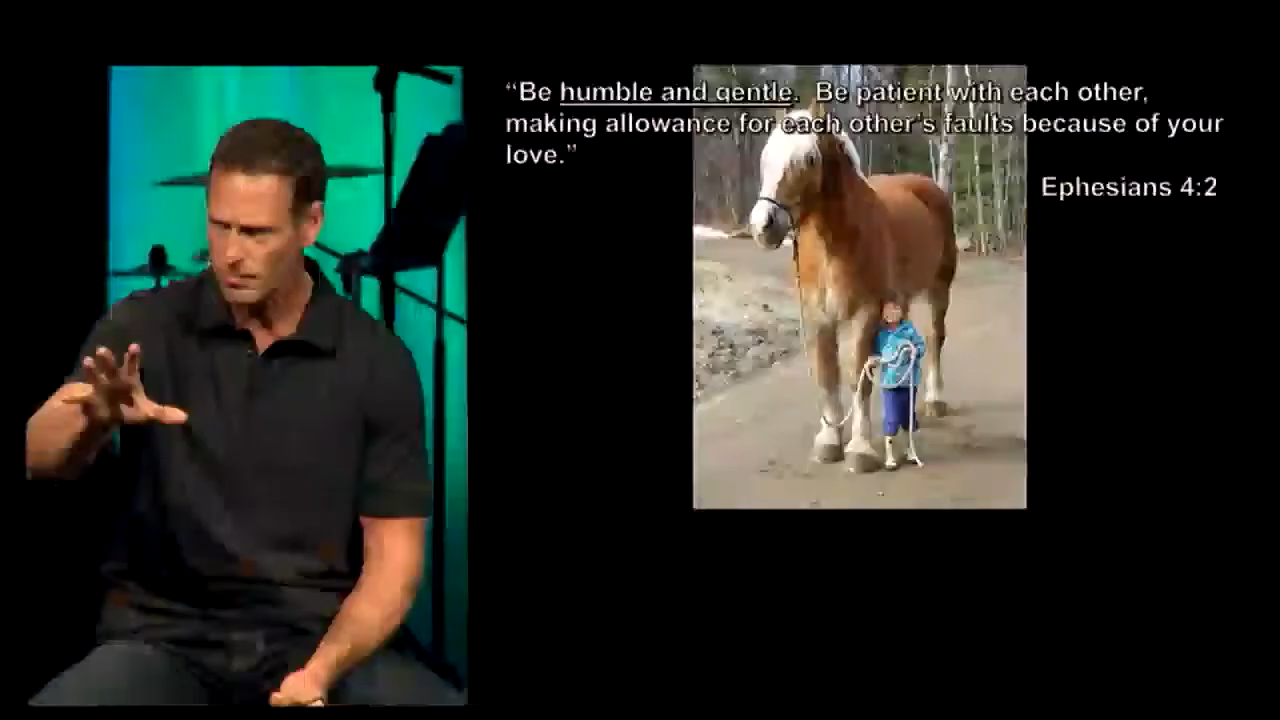 “Be humble and gentle.  Be patient with each other,
making allowance for each other’s faults because of your
love.”
Ephesians 4:2